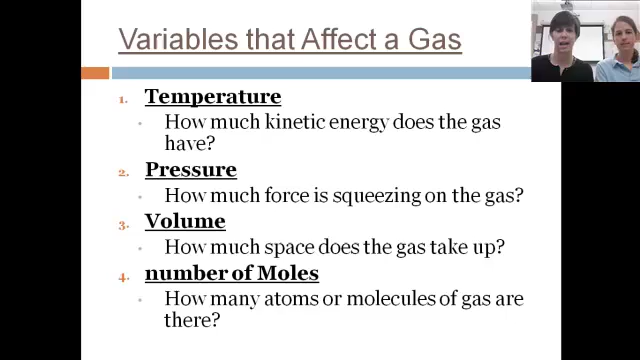 Variables that Affect a Gas
1. Temperature
• How much kinetic energy does the gas
have?
2. Pressure
• How much force is squeezing on the gas?
3. Volume
• How much space does the gas take up?
4. number of Moles
• How many atoms or molecules of gas are
there?